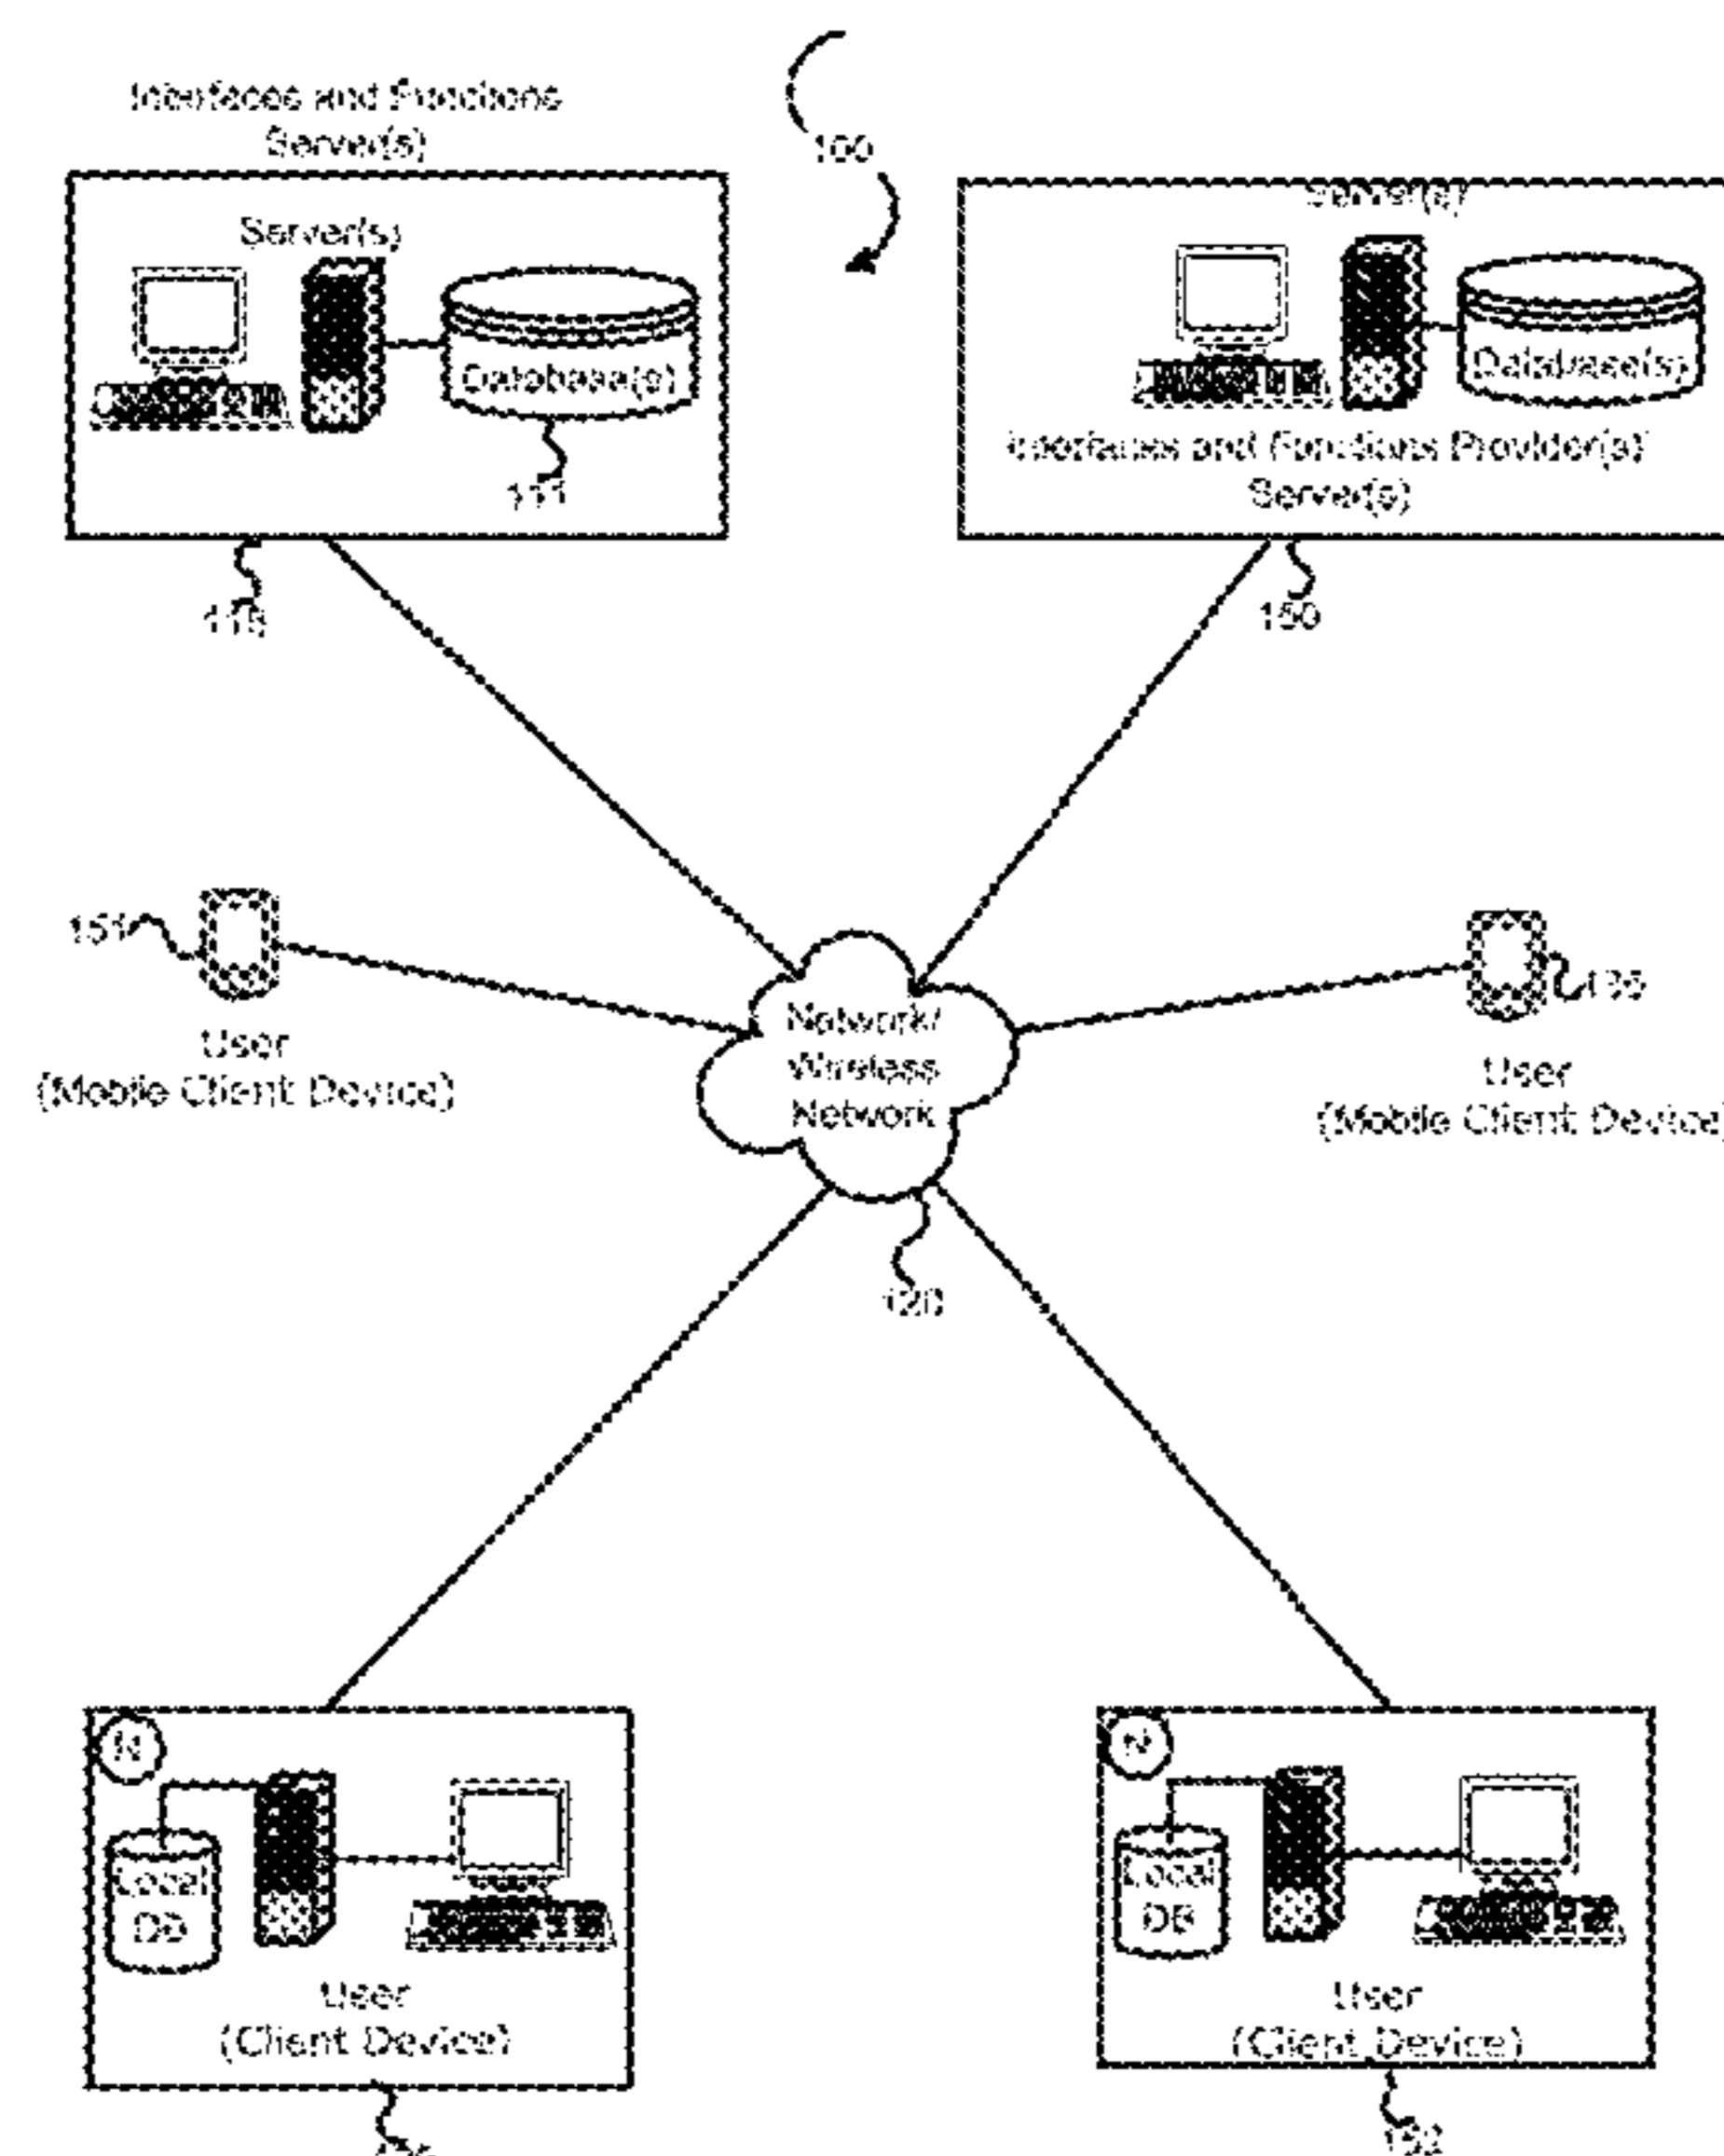 Interfaces and Functions
Server(s)
100
Server(s)
Server(s)
Database(s)
Database(s)
111
Interfaces and Functions Provider(s)
Server(s)
150
151
User
(Mobile Client Device)
Network/
Wireless
Network
User
(Mobile Client Device)
120
N
Local
DB
User
(Client Device)
N
Local
DB
User
(Client Device)
152